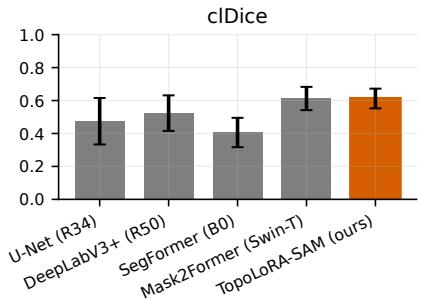 clDice
1.0
0.8
0.6
0.4
0.2
0.0
U-Net (R34)
DeepLabV3+ (R50)
SegFormer (B0)
Mask2Former (Swin-T)
TopoLoRA-SAM (ours)